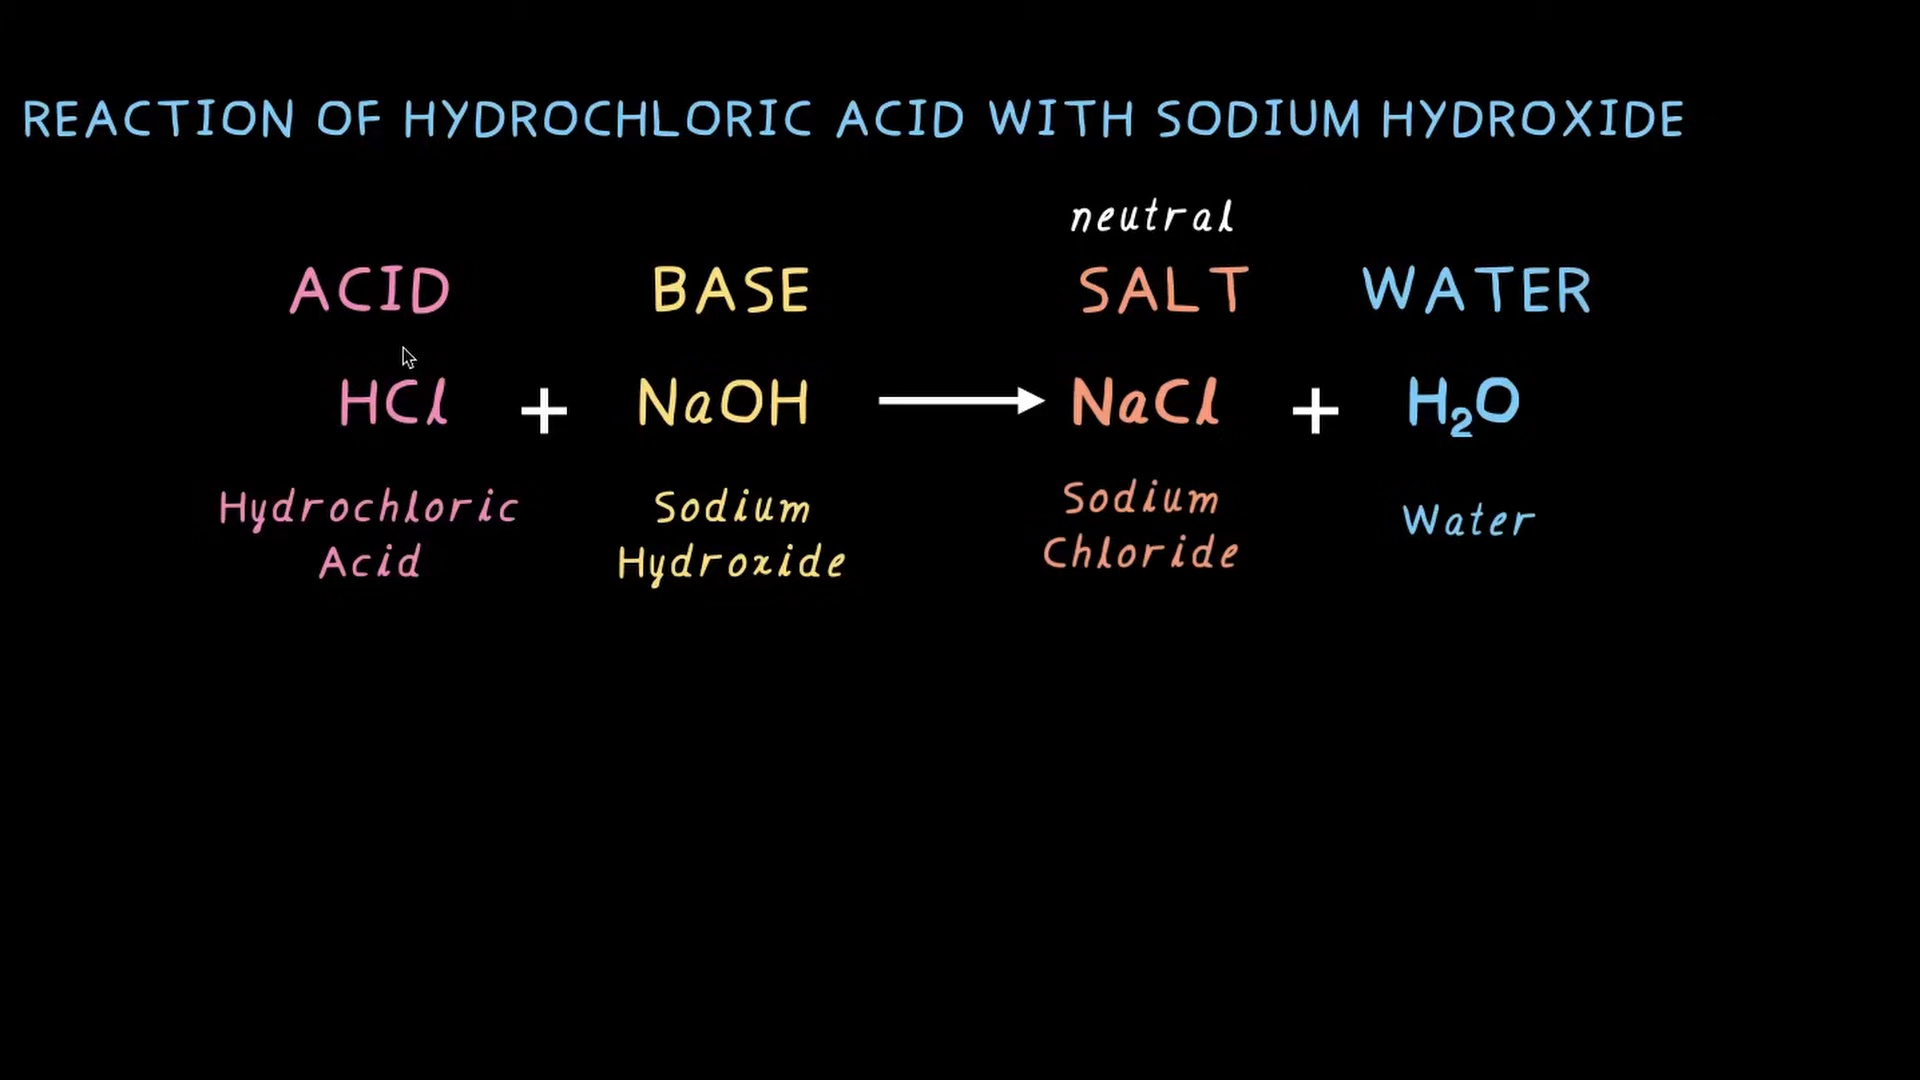 REACTION OF HYDROCHLORIC ACID WITH SODIUM HYDROXIDE
neutral
ACID BASE SALT WATER
HCl + NaOH → NaCl + H₂O
Hydrochloric Acid
Sodium Hydroxide
Sodium Chloride
Water